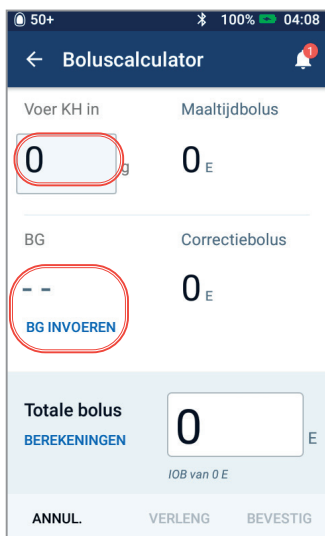 50+ 100% 04:08
Boluscalculator 1
Voer KH in Maaltijdbolus
0 g 0 E
BG Correctiebolus
-- 0 E
BG INVOEREN
Totale bolus 0 E
BEREKENINGEN
IOB van 0 E
ANNUL. VERLENG BEVESTIG